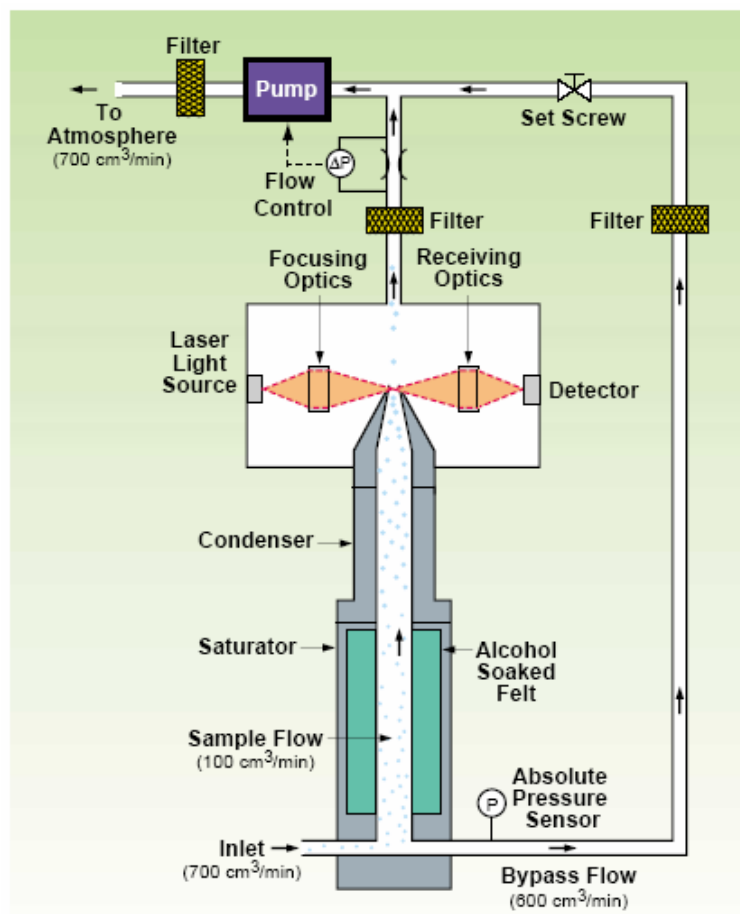 Filter
Pump
To
Atmosphere
(700 cm³/min)
Set Screw
ΔP
Flow
Control
Filter
Filter
Focusing
Optics
Receiving
Optics
Laser
Light
Source
Detector
Condenser
Saturator
Alcohol
Soaked
Felt
Sample Flow
(100 cm³/min)
Absolute
Pressure
Sensor
P
Inlet
(700 cm³/min)
Bypass Flow
(600 cm³/min)